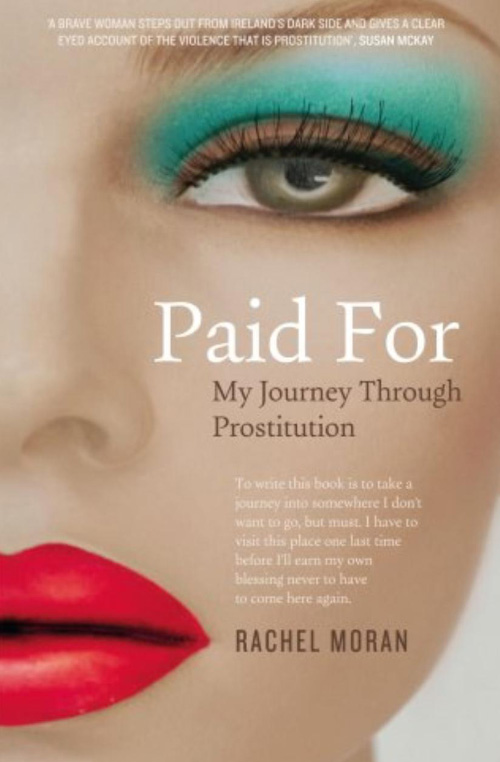 'A BRAVE WOMAN STEPS OUT FROM IRELAND'S DARK SIDE AND GIVES A CLEAR
EYED ACCOUNT OF THE VIOLENCE THAT IS PROSTITUTION', SUSAN MCKAY
Paid For
My Journey Through
Prostitution
To write this book is to take a
journey into somewhere I don't
want to go, but must. I have to
visit this place one last time
before I'll earn my own
blessing never to have
to come here again.
RACHEL MORAN